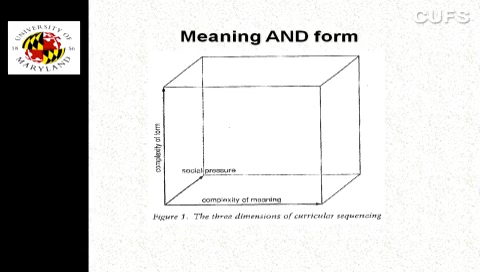 CUFS
UNIVERSITY OF
18 56
MARYLAND
Meaning AND form
complexity of form
social pressure
complexity of meaning
Figure 1. The three dimensions of curricular sequencing